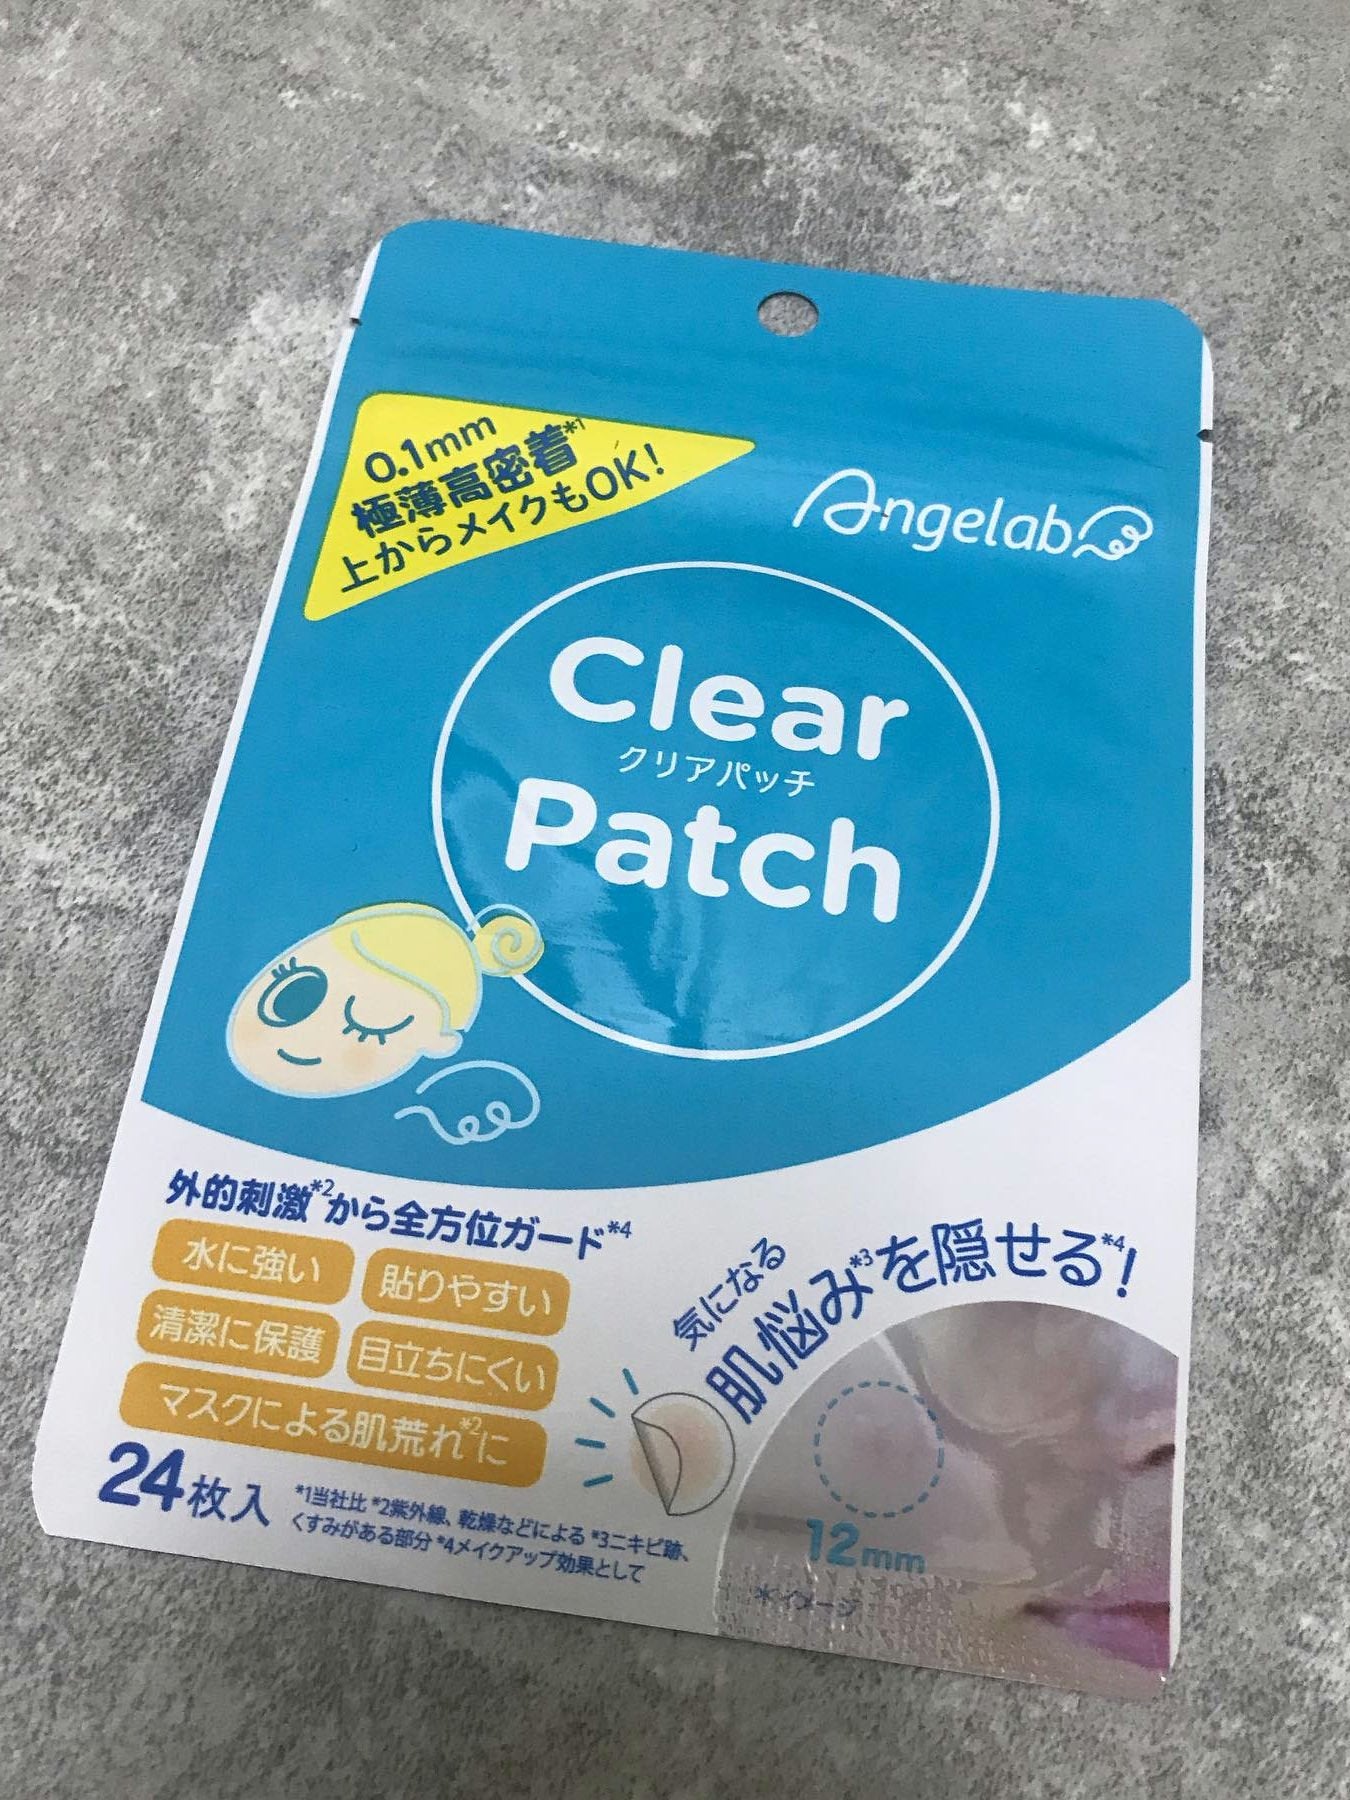 0.1mm
極薄高密着*1
上からメイクもOK!
Angelab
Clear
クリアパッチ
Patch
外的刺激*2から全方位ガード*4
水に強い
貼りやすい
清潔に保護
目立ちにくい
マスクによる肌荒れ*2に
24枚入
*1当社比 *2紫外線、乾燥などによる *3ニキビ跡、
くすみがある部分 *4メイクアップ効果として
気になる
肌悩み*3を隠せる*4!
12mm
*イメージ